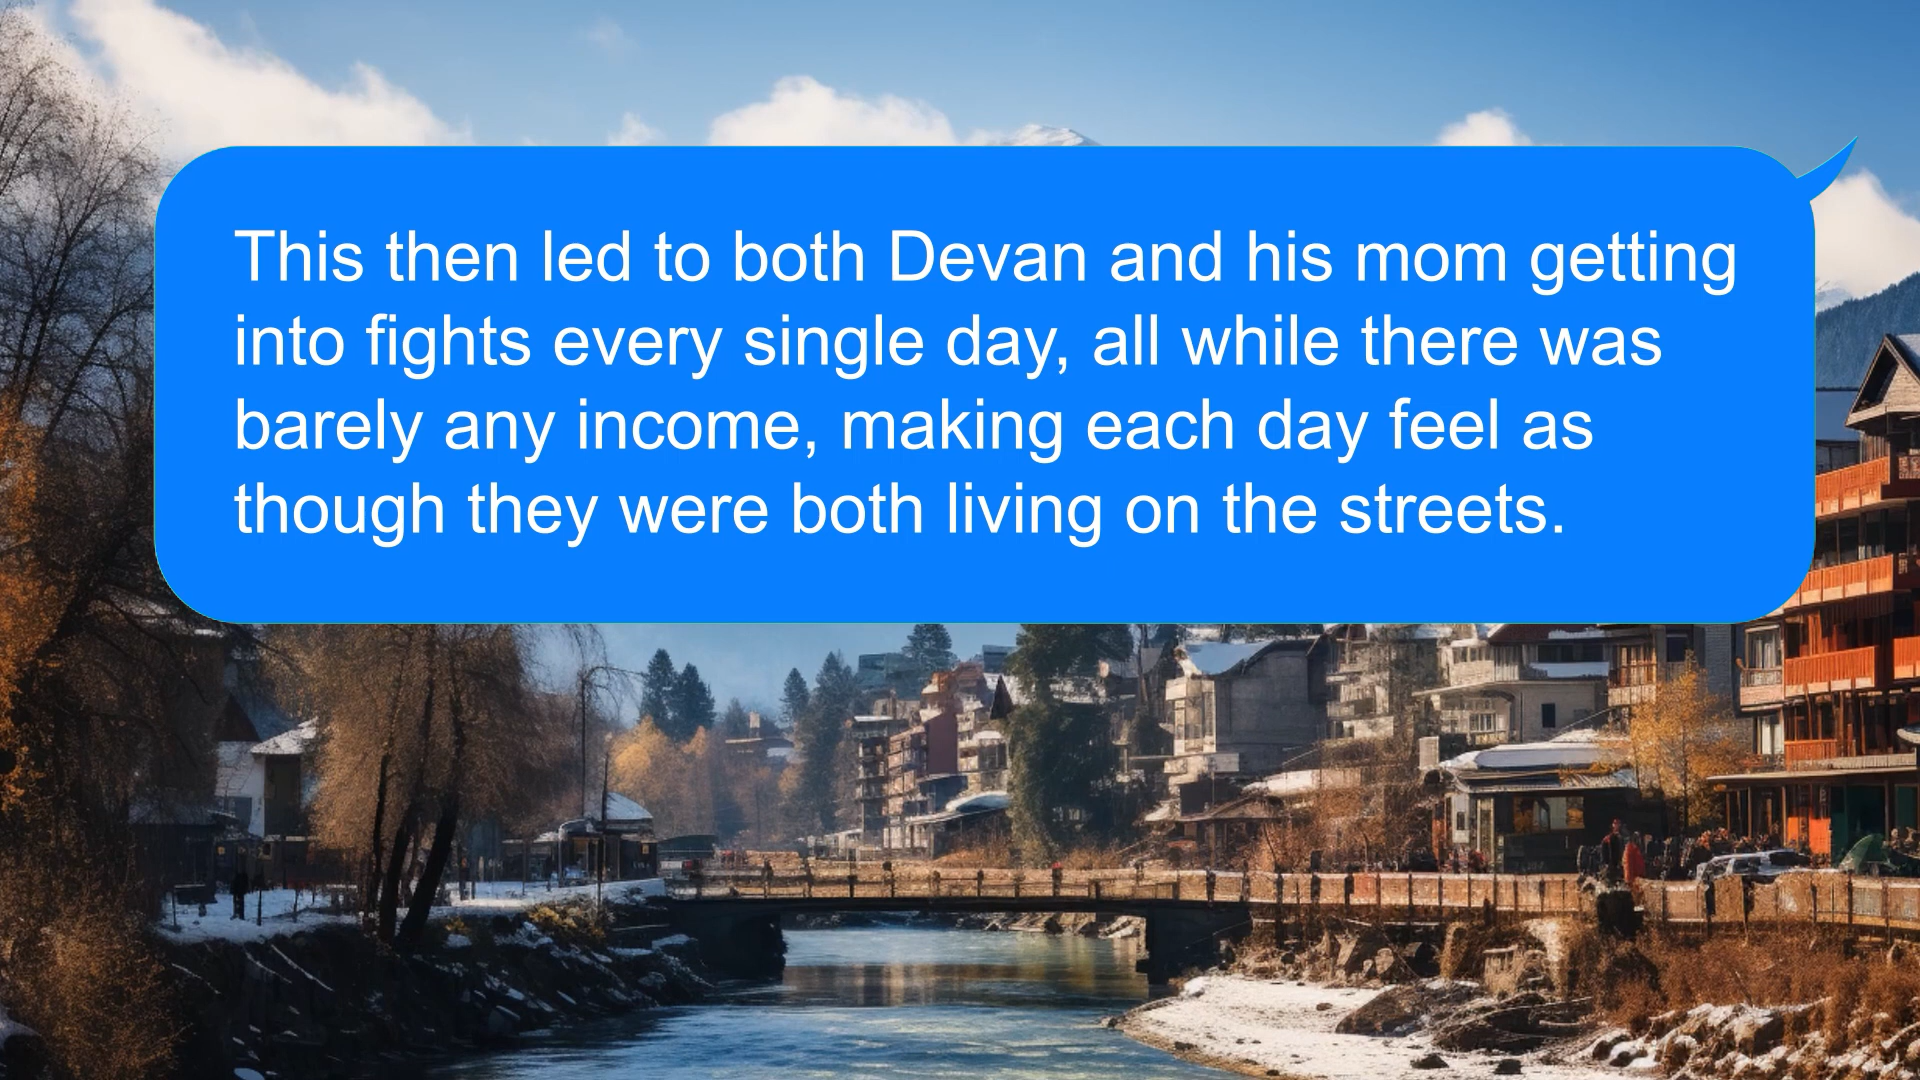 This then led to both Devan and his mom getting
into fights every single day, all while there was
barely any income, making each day feel as
though they were both living on the streets.